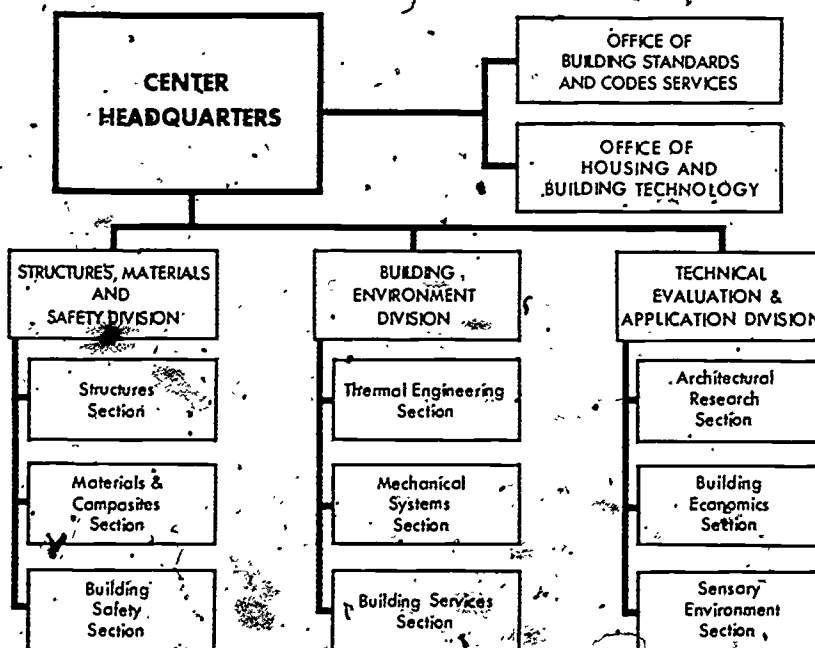 CENTER
HEADQUARTERS
OFFICE OF
BUILDING STANDARDS
AND CODES SERVICES
OFFICE OF
HOUSING AND
BUILDING TECHNOLOGY
STRUCTURES, MATERIALS
AND
SAFETY DIVISION
BUILDING
ENVIRONMENT
DIVISION
TECHNICAL
EVALUATION &
APPLICATION DIVISION
Structures
Section
Materials &
Composites
Section
Building
Safety
Section
Thermal Engineering
Section
Mechanical
Systems
Section
Building Services
Section
Architectural
Research
Section
Building
Economics
Section
Sensary
Environment
Section